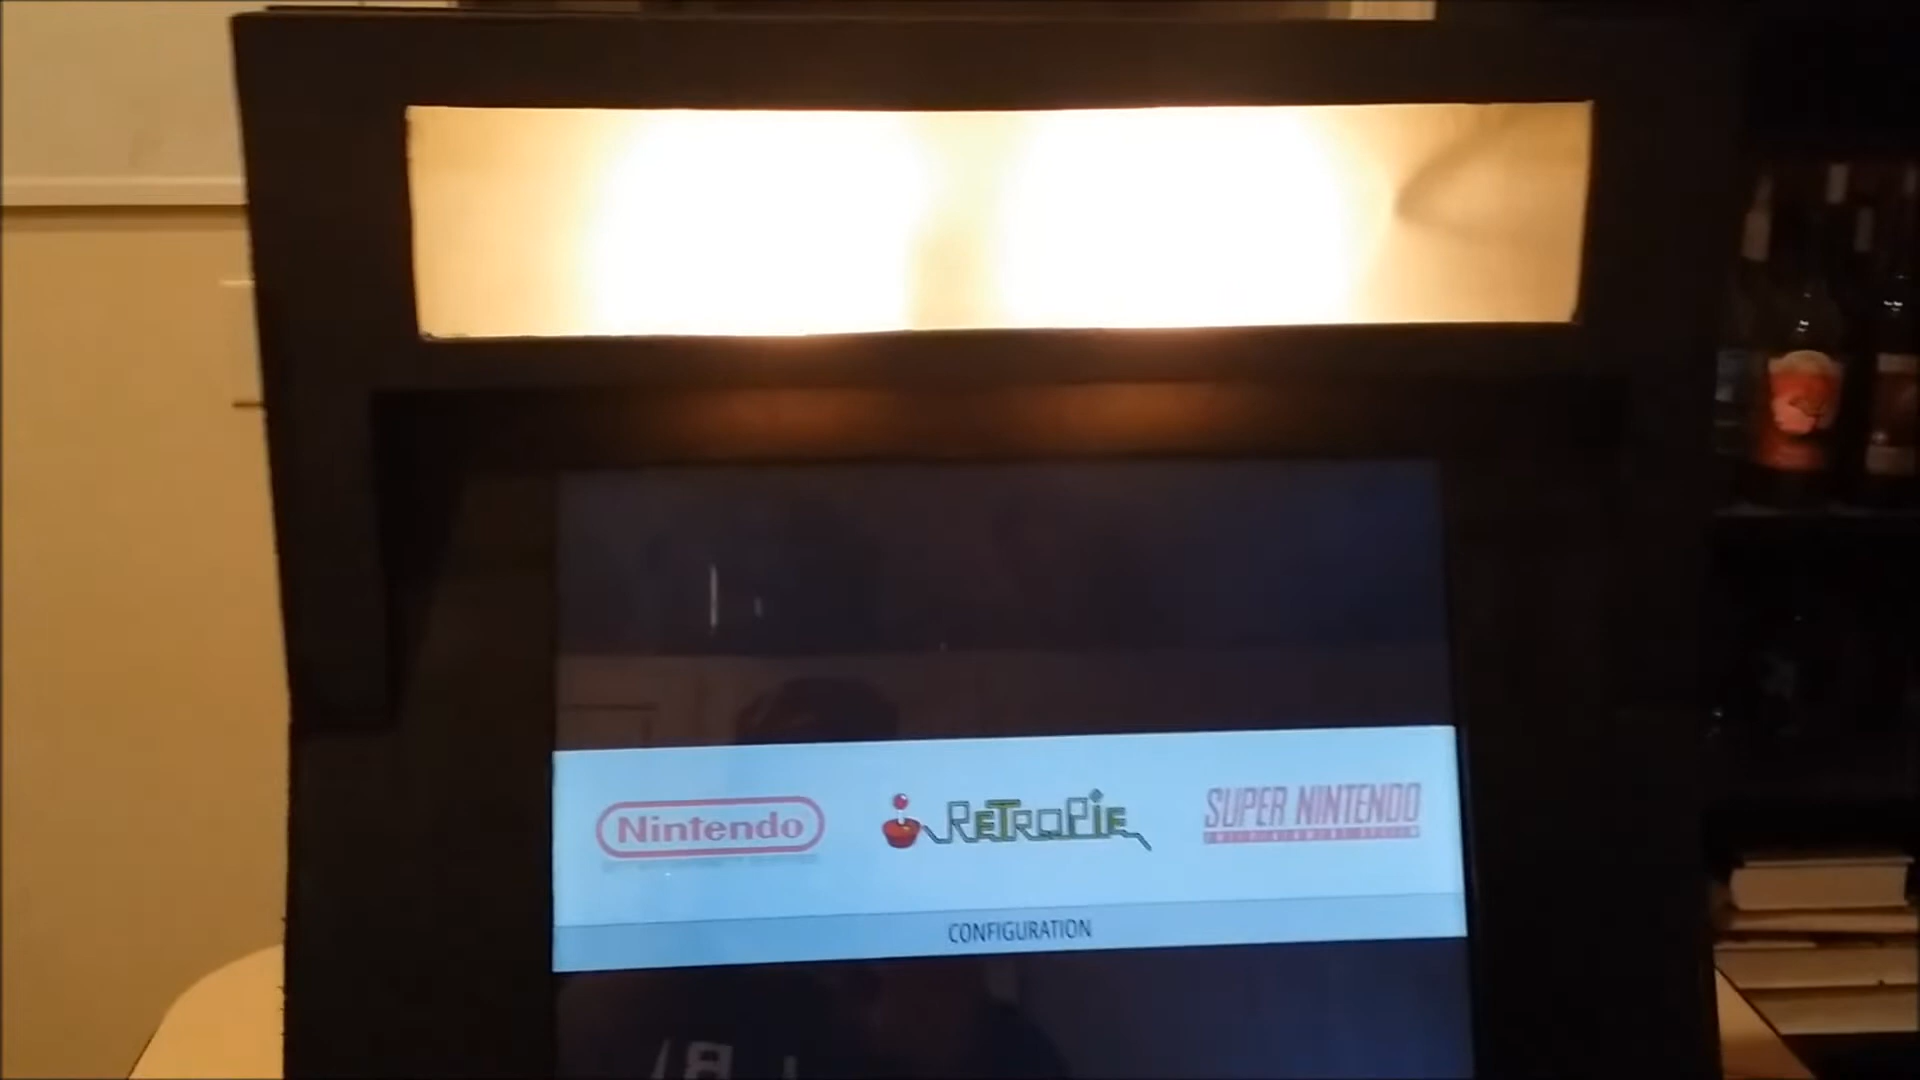 Nintendo
RETROPIE
SUPER NINTENDO
CONFIGURATION